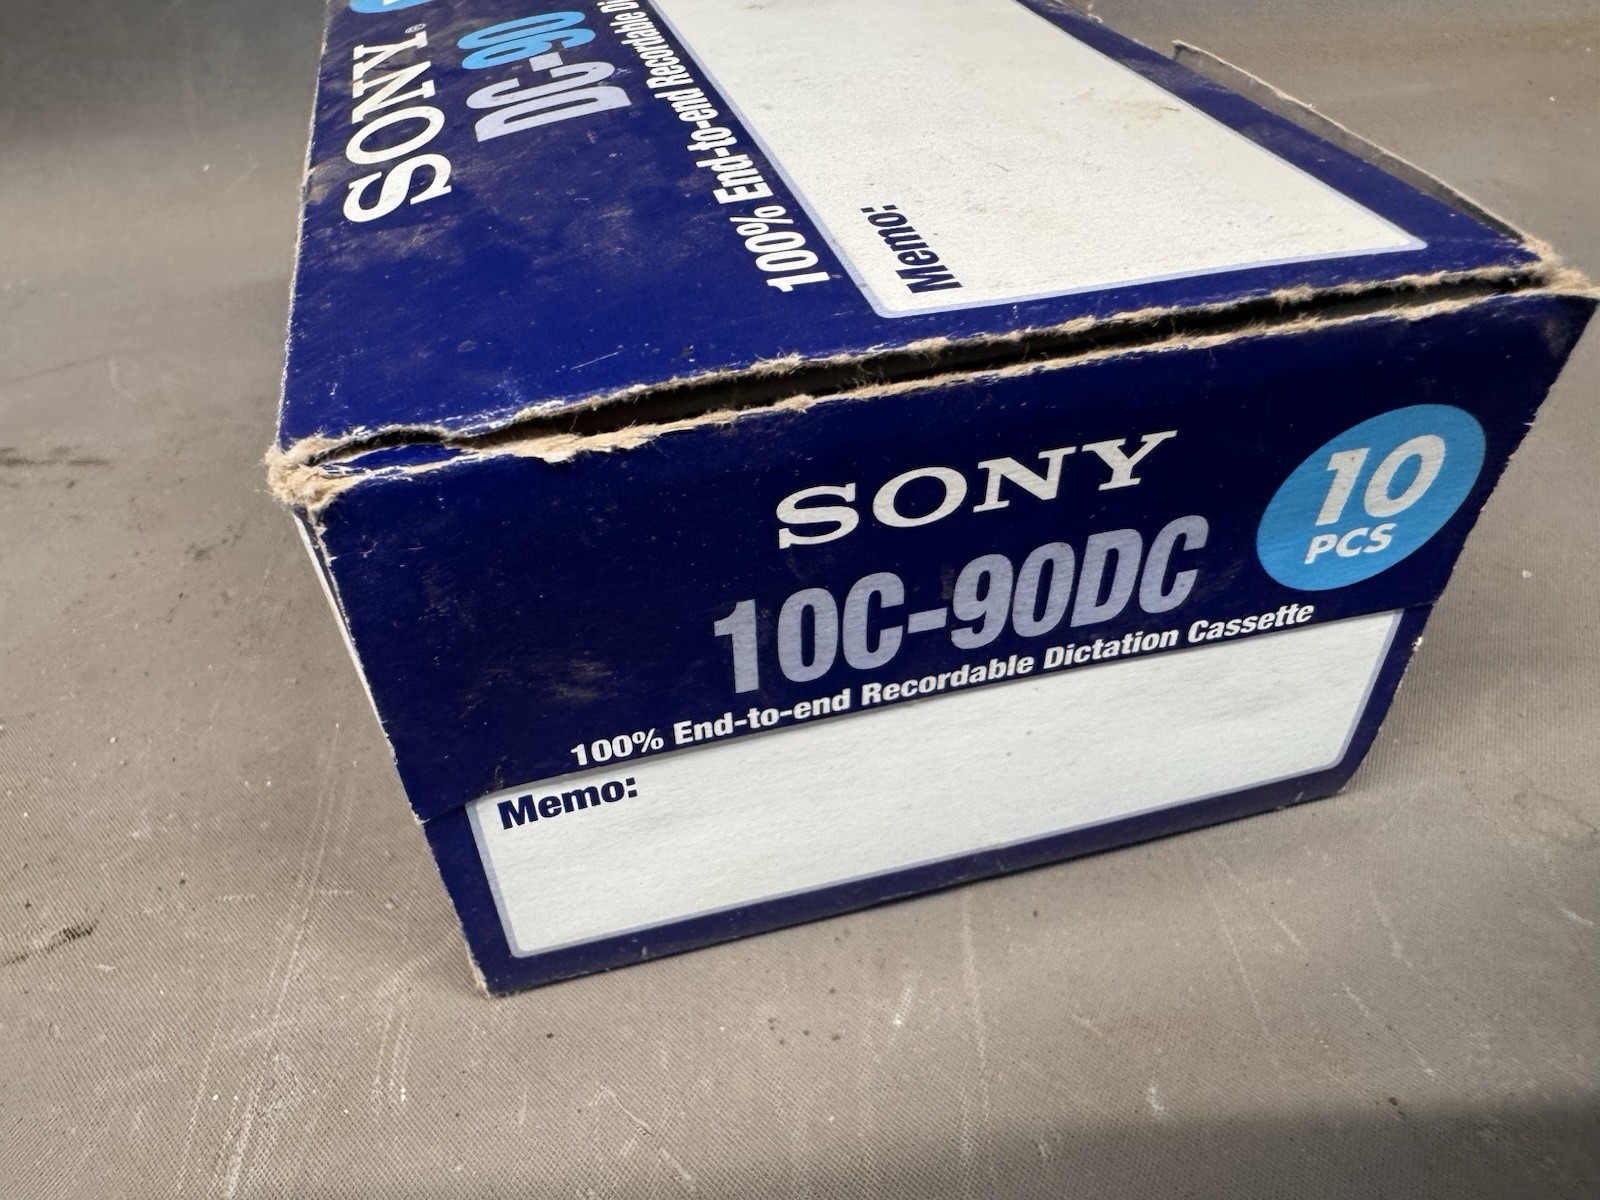 SONY
DC-90
100% End-to-end Recordable
Memo:
SONY
10C-90DC
10
PCS
100% End-to-end Recordable Dictation Cassette
Memo: